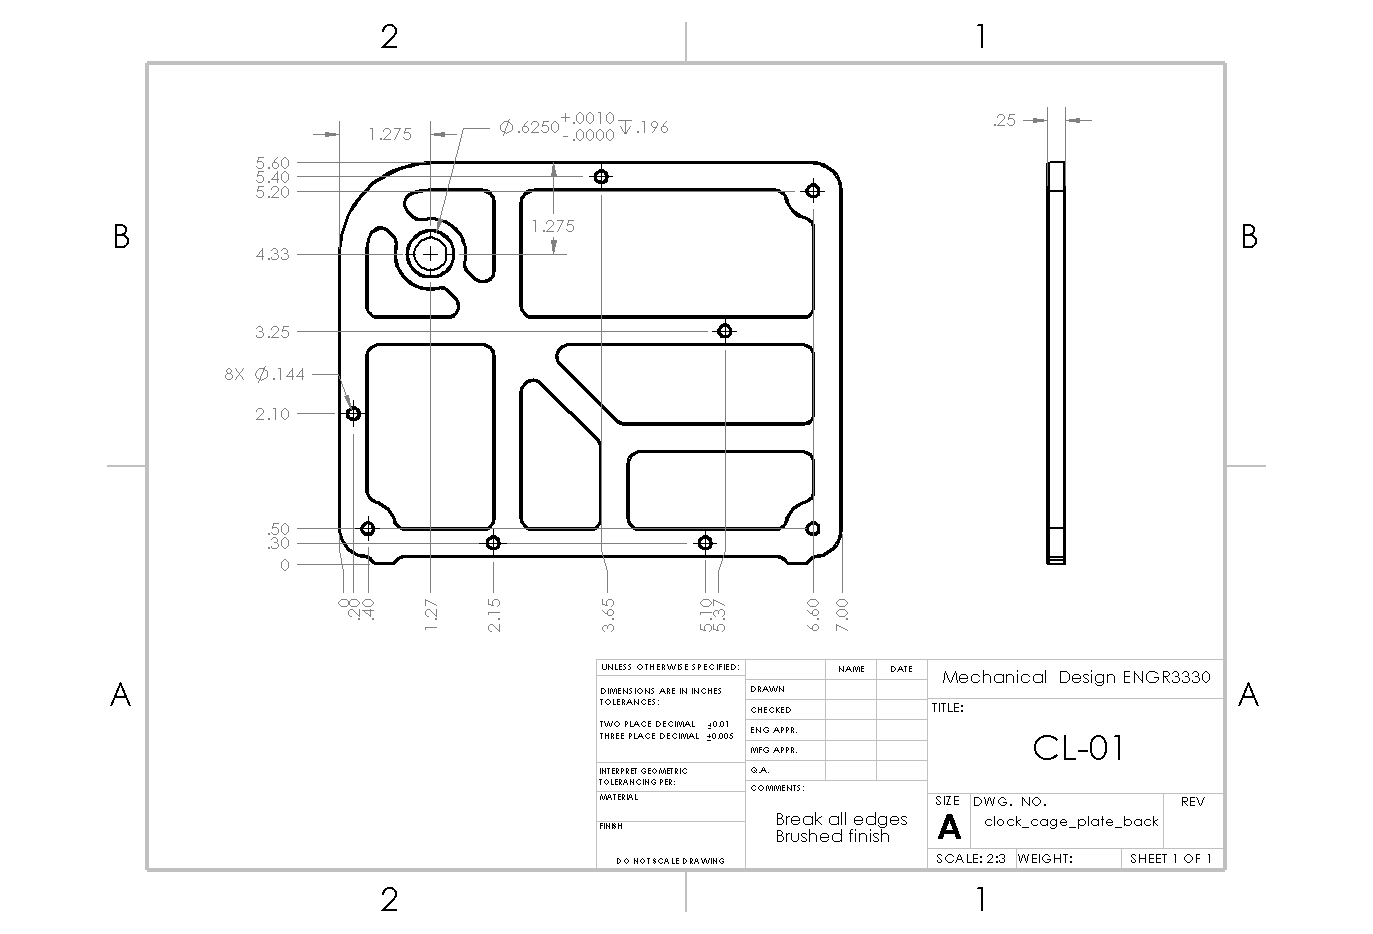 2
1
1.275
⌀.6250 +.0010 -.0000 ↧.196
.25
5.60
5.40
5.20
1.275
B
B
4.33
3.25
8X ⌀.144
2.10
.50
.30
0
0
.20
.40
1.27
2.15
3.65
5.10
5.37
6.60
7.00
A
A
UNLESS OTHERWISE SPECIFIED:
DIMENSIONS ARE IN INCHES
TOLERANCES:
TWO PLACE DECIMAL ±0.01
THREE PLACE DECIMAL ±0.005
INTERPRET GEOMETRIC
TOLERANCING PER:
MATERIAL
FINISH
DO NOT SCALE DRAWING
NAME DATE
DRAWN
CHECKED
ENG APPR.
MFG APPR.
Q.A.
COMMENTS:
Break all edges
Brushed finish
Mechanical Design ENGR3330
TITLE:
CL-01
SIZE DWG. NO. REV
A clock_cage_plate_back
SCALE: 2:3 WEIGHT: SHEET 1 OF 1
2
1